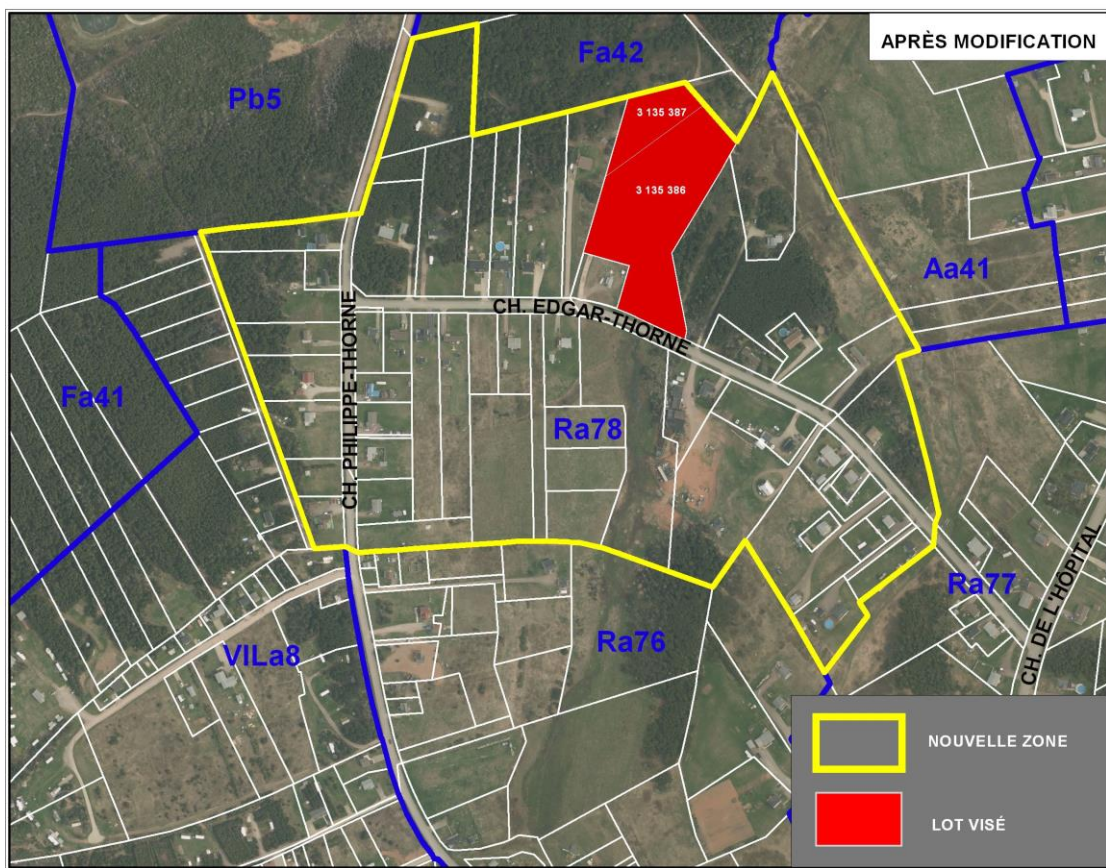 APRÈS MODIFICATION
Fa42
Pb5
3 135 387
3 135 386
Aa41
CH. EDGAR-THORNE
CH. PHILIPPE-THORNE
Fa41
Ra78
CH. DE L'HÔPITAL
Ra77
Ra76
VILa8
NOUVELLE ZONE
LOT VISÉ